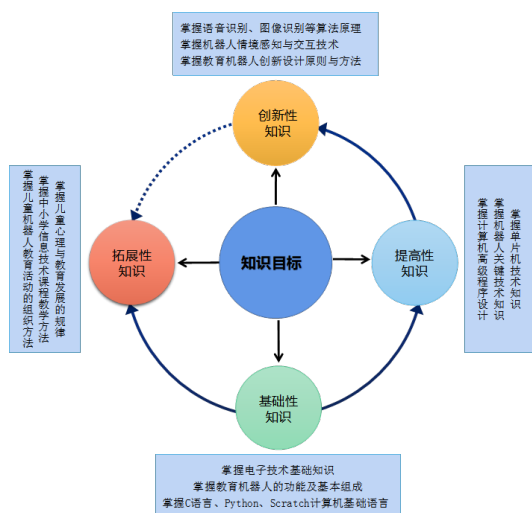 掌握语音识别、图像识别等算法原理
掌握机器人情境感知与交互技术
掌握教育机器人创新设计原则与方法
创新性
知识
掌握儿童心理与教育发展的规律
掌握中小学信息技术课程教学方法
掌握儿童机器人教育活动的组织方法
拓展性
知识
知识目标
提高性
知识
掌握单片机技术知识
掌握机器人关键技术知识
掌握计算机高级程序设计
基础性
知识
掌握电子技术基础知识
掌握教育机器人的功能及基本组成
掌握C语言、Python、Scratch计算机基础语言